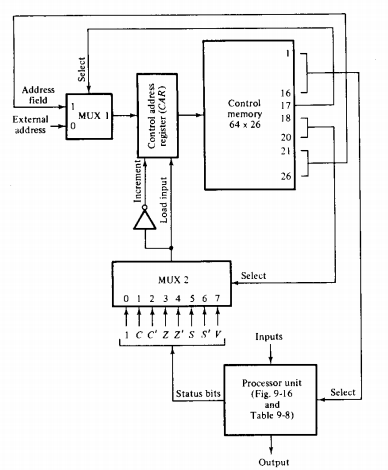 Select
Address
field
1
0
MUX 1
External
address
Control address
register (CAR)
Control
memory
64 x 26
1
16
17
18
20
21
26
Increment
Load input
MUX 2
0 1 2 3 4 5 6 7
Select
1 C C' Z Z' S S' V
Status bits
Inputs
Processor unit
(Fig. 9-16
and
Table 9-8)
Select
Output